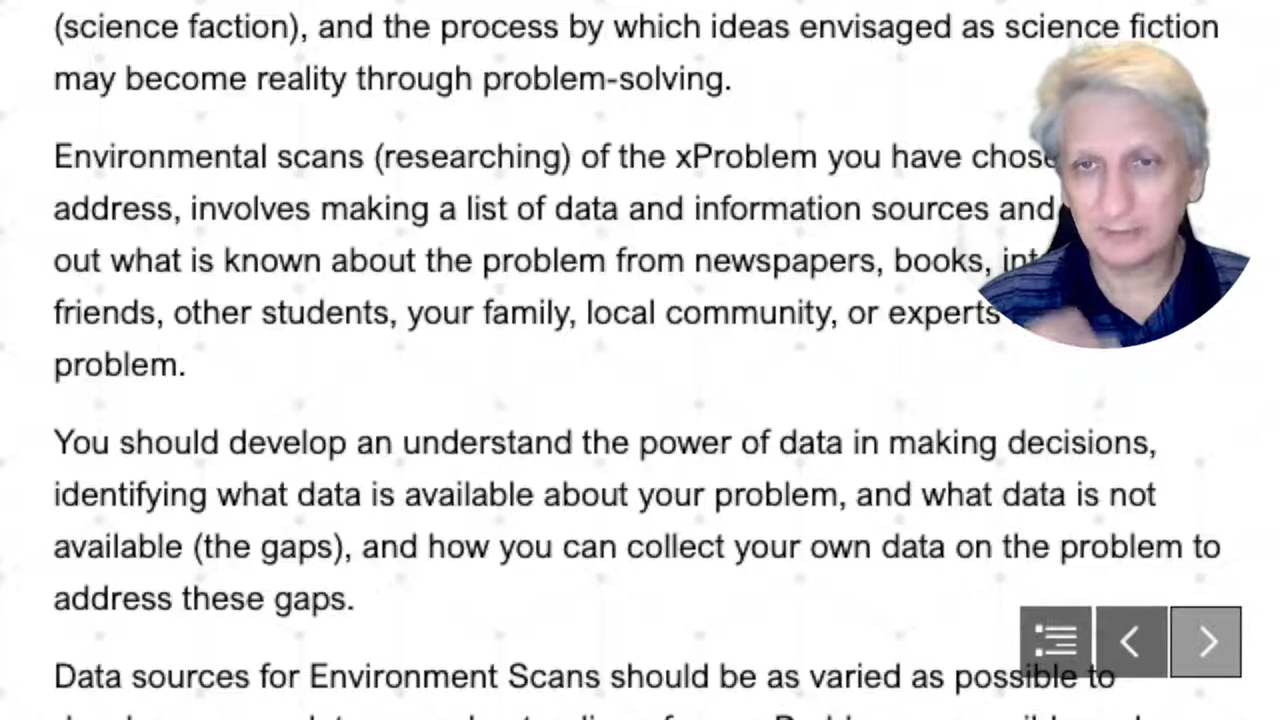 (science faction), and the process by which ideas envisaged as science fiction
may become reality through problem-solving.
Environmental scans (researching) of the xProblem you have
address, involves making a list of data and information sources and
out what is known about the problem from newspapers, books,
friends, other students, your family, local community, or experts
problem.
You should develop an understand the power of data in making decisions,
identifying what data is available about your problem, and what data is not
available (the gaps), and how you can collect your own data on the problem to
address these gaps.
Data sources for Environment Scans should be as varied as possible to